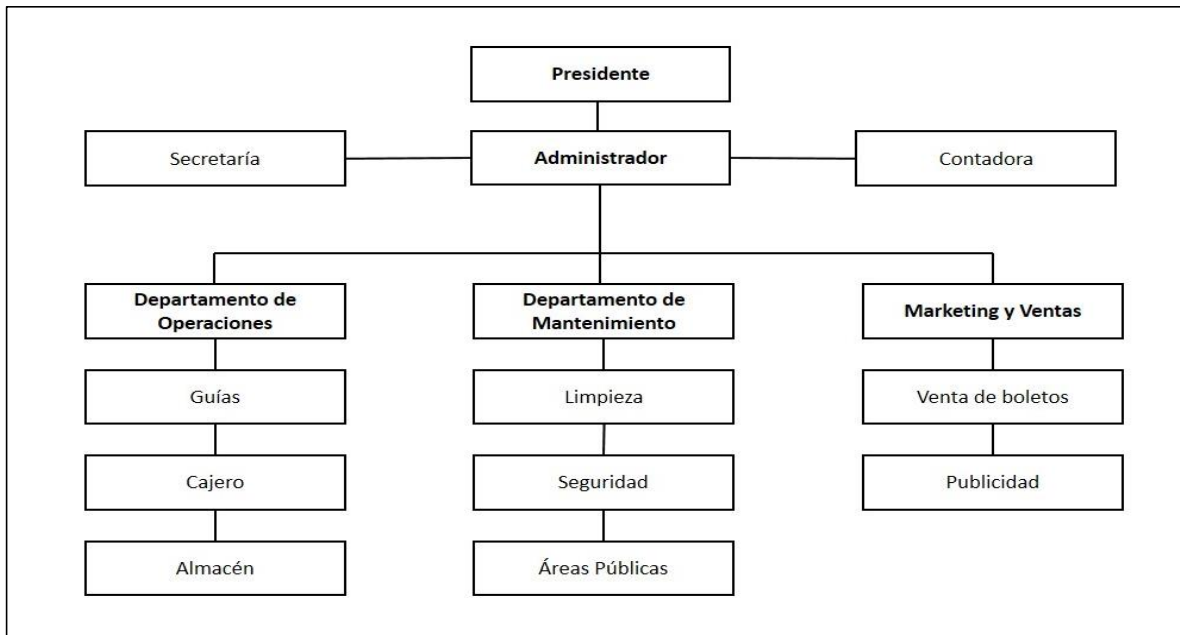 Presidente
Secretaría
Administrador
Contadora
Departamento de
Operaciones
Departamento de
Mantenimiento
Marketing y Ventas
Guías
Limpieza
Venta de boletos
Cajero
Seguridad
Publicidad
Almacén
Áreas Públicas